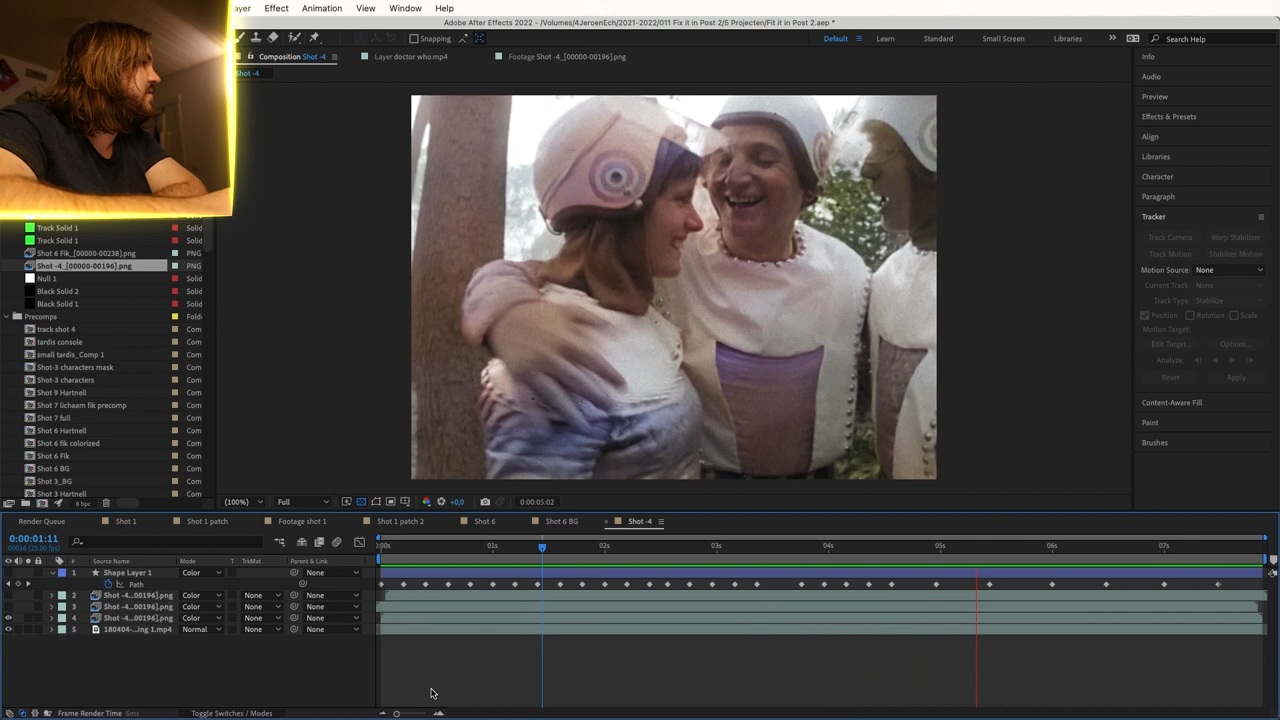 ayer Effect Animation View Window Help
Adobe After Effects 2022 - /Volumes/4JeroenEch/2021-2022/011 Fix it in Post 2/5 Projecten/Fit it in Post 2.aep *
Snapping Default Learn Standard Small Screen Libraries Search Help
Composition Shot -4 Layer doctor who.mp4 Footage Shot -4_[00000-00196].png
Shot -4
Info
Audio
Preview
Effects & Presets
Align
Libraries
Character
Paragraph
Tracker
Track Camera Warp Stabilizer
Track Motion Stabilize Motion
Motion Source: None
Current Track: None
Track Type: Stabilize
Position Rotation Scale
Motion Target:
Edit Target... Options...
Analyze:
Reset Apply
Content-Aware Fill
Paint
Brushes
Track Solid 1 Solid
Track Solid 1 Solid
Shot 6 Fik_[00000-00238].png PNG
Shot -4_[00000-00196].png PNG
Null 1 Solid
Black Solid 2 Solid
Black Solid 1 Solid
Precomps Folde
track shot 4 Com
tardis console Com
small tardis_Comp 1 Com
Shot-3 characters mask Com
Shot-3 characters Com
Shot 9 Hartnell Com
Shot 7 lichaam fik precomp Com
Shot 7 full Com
Shot 6 Hartnell Com
Shot 6 fik colorized Com
Shot 6 Fik Com
Shot 6 BG Com
Shot 3_BG Com
Shot 3 Hartnell Com
8 bpc
(100%) Full +0,0 0:00:05:02
Render Queue Shot 1 Shot 1 patch Footage shot 1 Shot 1 patch 2 Shot 6 Shot 6 BG Shot -4
0:00:01:11
00036 (25.00 fps)
# Source Name Mode T TrkMat Parent & Link
:00s 01s 02s 03s 04s 05s 06s 07s
1 Shape Layer 1 Color None
Path
2 Shot -4...00196].png Color None None
3 Shot -4...00196].png Color None None
4 Shot -4...00196].png Color None None
5 180404-...ing 1.mp4 Normal None None
Frame Render Time 6ms Toggle Switches / Modes